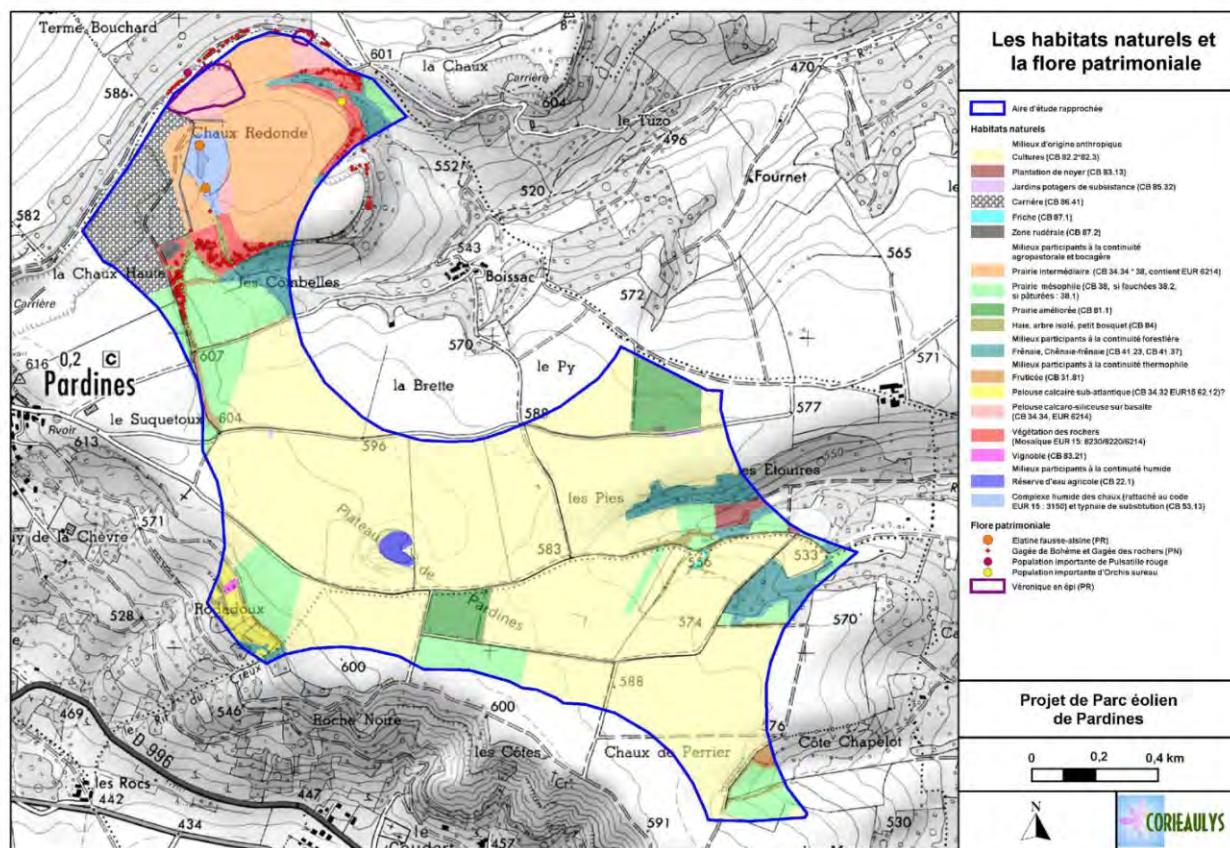 Terme Bouchard
601
la Chaux
Carrière
604
470
586
Chaux Redonde
le Tuzo
496
552
Fournet
520
582
565
543
la Chaux Haute
les Combelles
Boissac
Carrière
572
616 0,2 C
607
570
571
Pardines
la Brette
le Py
577
le Suquetoux
604
588
Rvoir
613
596
550
les Pies
571
Plateau de Pardines
583
533
556
528
Rodadoux
574
570
600
588
Creux
546
Roche Noire
600
576
469
les Côtes
Chaux de Perrier
Côte Chapelot
D 996
les Rocs
442
447
434
591
530
457
Les habitats naturels et
la flore patrimoniale
Aire d'étude rapprochée
Habitats naturels
Milieux d'origine anthropique
Cultures (CB 82.2*82.3)
Plantation de noyer (CB 83.13)
Jardins potagers de subsistance (CB 85.32)
Carrière (CB 86.41)
Friche (CB 87.1)
Zone rudérale (CB 87.2)
Milieux participants à la continuité
agropastorale et bocagère
Prairie intermédiaire (CB 34.34 * 38, contient EUR 6214)
Prairie mésophile (CB 38, si fauchées 38.2,
si pâturées : 38.1)
Prairie améliorée (CB 81.1)
Haie, arbre isolé, petit bosquet (CB 84)
Milieux participants à la continuité forestière
Frênaie, Chênaie-frênaie (CB 41.23, CB 41.37)
Milieux participants à la continuité thermophile
Fruticée (CB 31.81)
Pelouse calcaire sub-atlantique (CB 34.32 EUR15 62.12)?
Pelouse calcaro-siliceuse sur basalte
(CB 34.34, EUR 6214)
Végétation des rochers
(Mosaïque EUR 15: 8230/8220/6214)
Vignoble (CB 83.21)
Milieux participants à la continuité humide
Réserve d'eau agricole (CB 22.1)
Complexe humide des chaux (rattaché au code
EUR 15 : 3150) et typhaie de substitution (CB 53.13)
Flore patrimoniale
Elatine fausse-alsine (PR)
Gagée de Bohème et Gagée des rochers (PN)
Population importante de Pulsatille rouge
Population importante d'Orchis sureau
Véronique en épi (PR)
Projet de Parc éolien
de Pardines
0 0,2 0,4 km
N
CORIEAULYS